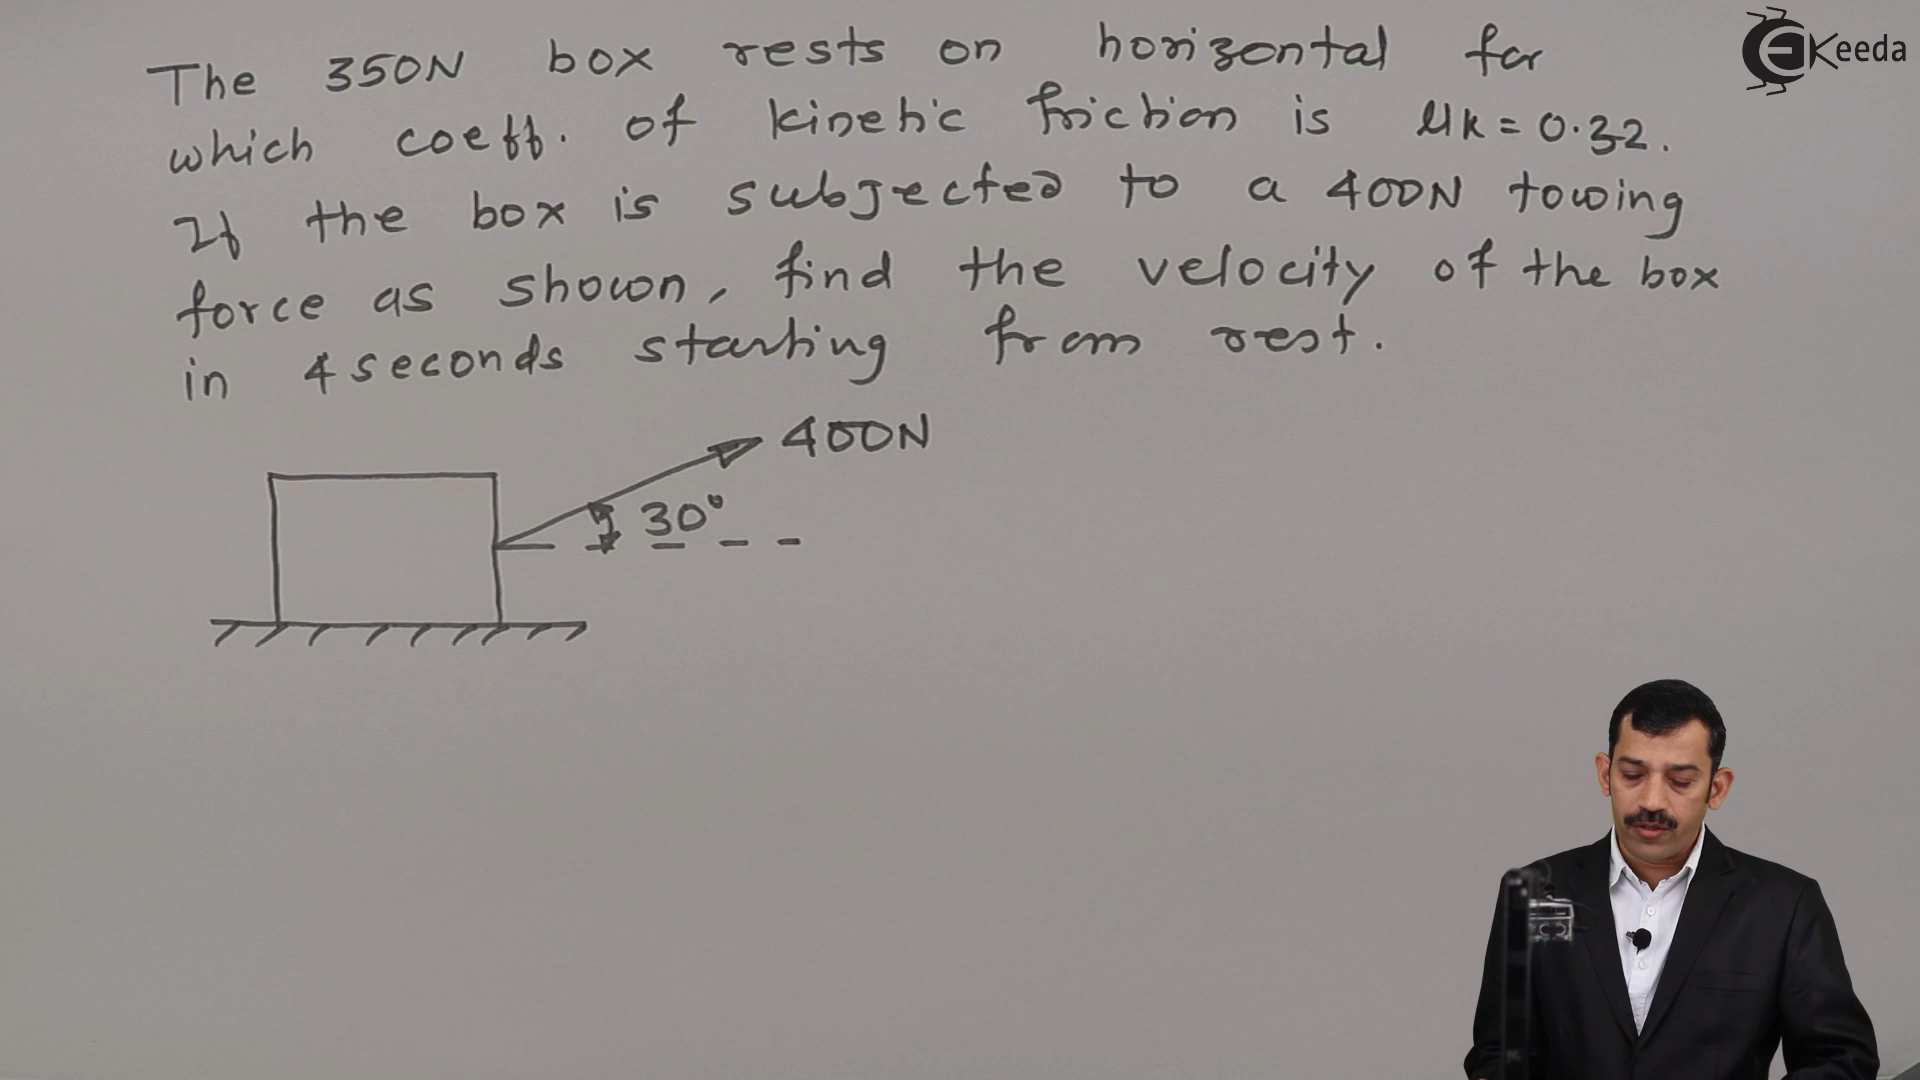 The 350N box rests on horizontal for
which coeff. of kinetic friction is μk = 0.32.
If the box is subjected to a 400N towing
force as shown, find the velocity of the box
in 4 seconds starting from rest.
400N
30°
EKeeda